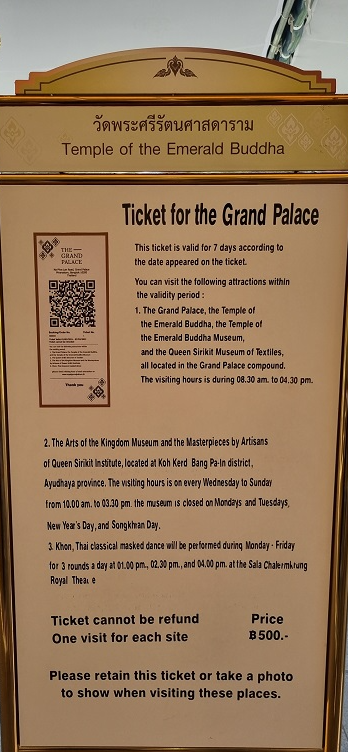 วัดพระศรีรัตนศาสดาราม
Temple of the Emerald Buddha
Ticket for the Grand Palace
THE
GRAND
PALACE
Thank you
This ticket is valid for 7 days according to
the date appeared on the ticket.
You can visit the following attractions within
the validity period :
1. The Grand Palace, the Temple of
the Emerald Buddha, the Temple of
the Emerald Buddha Museum,
and the Queen Sirikit Museum of Textiles,
all located in the Grand Palace compound.
The visiting hours is during 08.30 am. to 04.30 pm.
2. The Arts of the Kingdom Museum and the Masterpieces by Artisans
of Queen Sirikit Institute, located at Koh Kerd Bang Pa-In district,
Ayudhaya province. The visiting hours is on every Wednesday to Sunday
from 10.00 am. to 03.30 pm. the museum is closed on Mondays and Tuesdays,
New Year's Day, and Songkhran Day.
3. Khon, Thai classical masked dance will be performed during Monday - Friday
for 3 rounds a day at 01.00 pm., 02.30 pm., and 04.00 pm. at the Sala Chalermkrung
Royal Thea e
Ticket cannot be refund
One visit for each site
Price
฿500.-
Please retain this ticket or take a photo
to show when visiting these places.